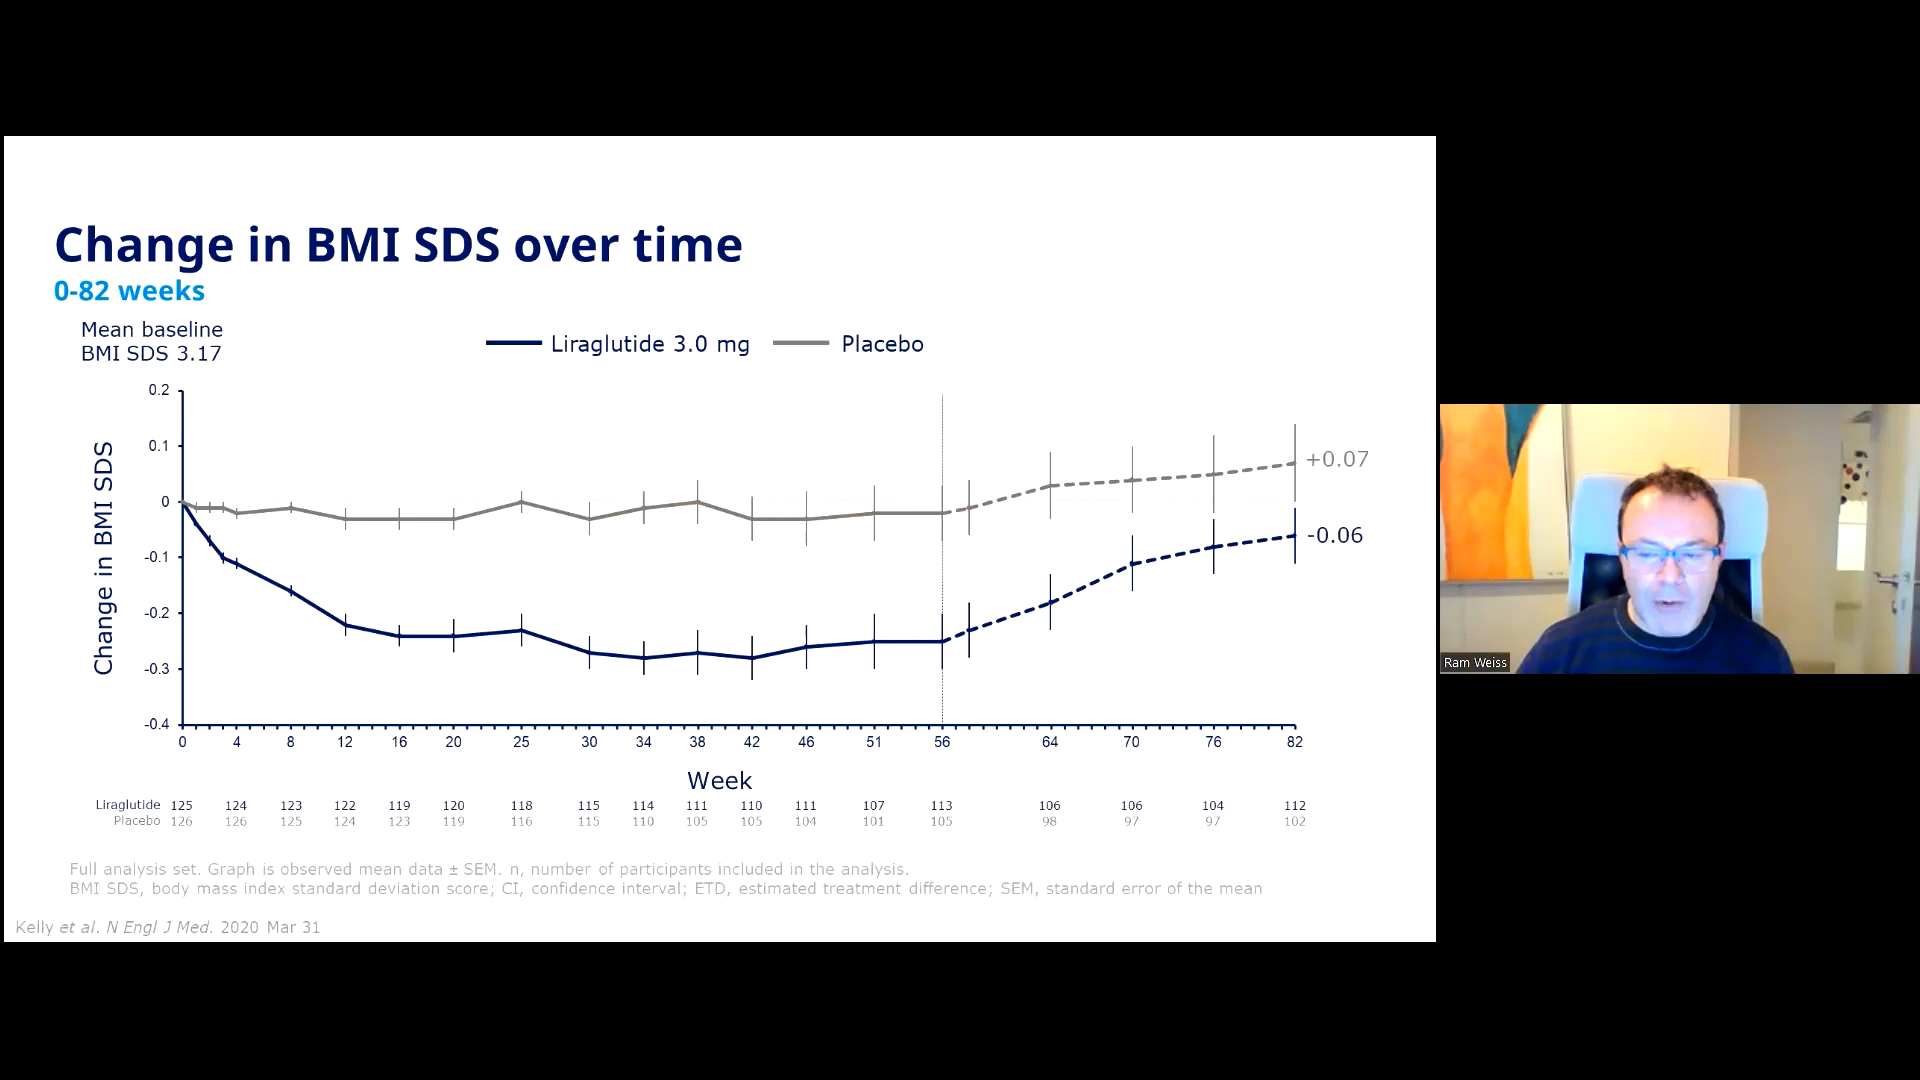 Change in BMI SDS over time
0-82 weeks
Mean baseline
BMI SDS 3.17
Liraglutide 3.0 mg
Placebo
Change in BMI SDS
0.2
0.1
0
-0.1
-0.2
-0.3
-0.4
+0.07
-0.06
0 4 8 12 16 20 25 30 34 38 42 46 51 56 64 70 76 82
Week
Liraglutide 125 124 123 122 119 120 118 115 114 111 110 111 107 113 106 106 104 112
Placebo 126 126 125 124 123 119 116 115 110 105 105 104 101 105 98 97 97 102
Full analysis set. Graph is observed mean data ± SEM. n, number of participants included in the analysis.
BMI SDS, body mass index standard deviation score; CI, confidence interval; ETD, estimated treatment difference; SEM, standard error of the mean
Kelly et al. N Engl J Med. 2020 Mar 31
Ram Weiss